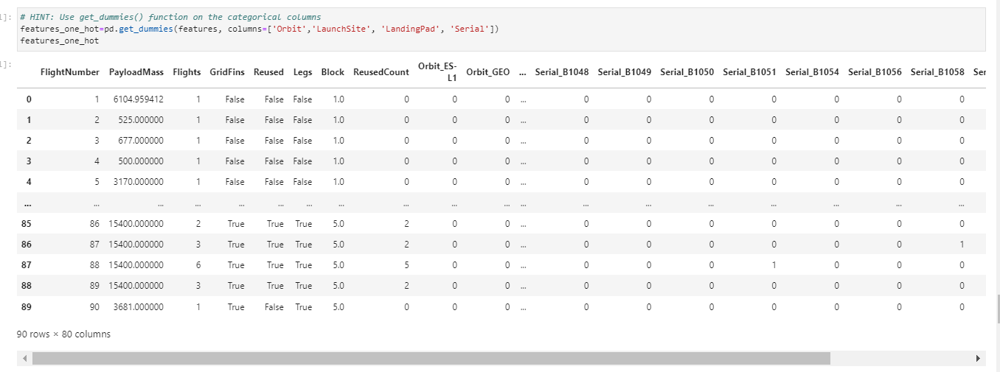 ]:
# HINT: Use get_dummies() function on the categorical columns
features_one_hot=pd.get_dummies(features, columns=['Orbit','LaunchSite', 'LandingPad', 'Serial'])
features_one_hot
]:
FlightNumber PayloadMass Flights GridFins Reused Legs Block ReusedCount Orbit_ES-L1 Orbit_GEO ... Serial_B1048 Serial_B1049 Serial_B1050 Serial_B1051 Serial_B1054 Serial_B1056 Serial_B1058 Ser
0 1 6104.959412 1 False False False 1.0 0 0 0 ... 0 0 0 0 0 0 0
1 2 525.000000 1 False False False 1.0 0 0 0 ... 0 0 0 0 0 0 0
2 3 677.000000 1 False False False 1.0 0 0 0 ... 0 0 0 0 0 0 0
3 4 500.000000 1 False False False 1.0 0 0 0 ... 0 0 0 0 0 0 0
4 5 3170.000000 1 False False False 1.0 0 0 0 ... 0 0 0 0 0 0 0
... ... ... ... ... ... ... ... ... ... ... ... ... ... ... ... ... ... ...
85 86 15400.000000 2 True True True 5.0 2 0 0 ... 0 0 0 0 0 0 0
86 87 15400.000000 3 True True True 5.0 2 0 0 ... 0 0 0 0 0 0 1
87 88 15400.000000 6 True True True 5.0 5 0 0 ... 0 0 0 1 0 0 0
88 89 15400.000000 3 True True True 5.0 2 0 0 ... 0 0 0 0 0 0 0
89 90 3681.000000 1 True False True 5.0 0 0 0 ... 0 0 0 0 0 0 0
90 rows × 80 columns